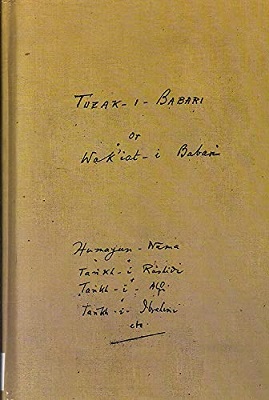 TUZAK-I-BABARI
or
Wak'iat-i Babari
Humayun-Nama
Tarikh-i Rashidi
Tarikh-i- Alfi.
Tarikh-i- Ibrahimi
etc.